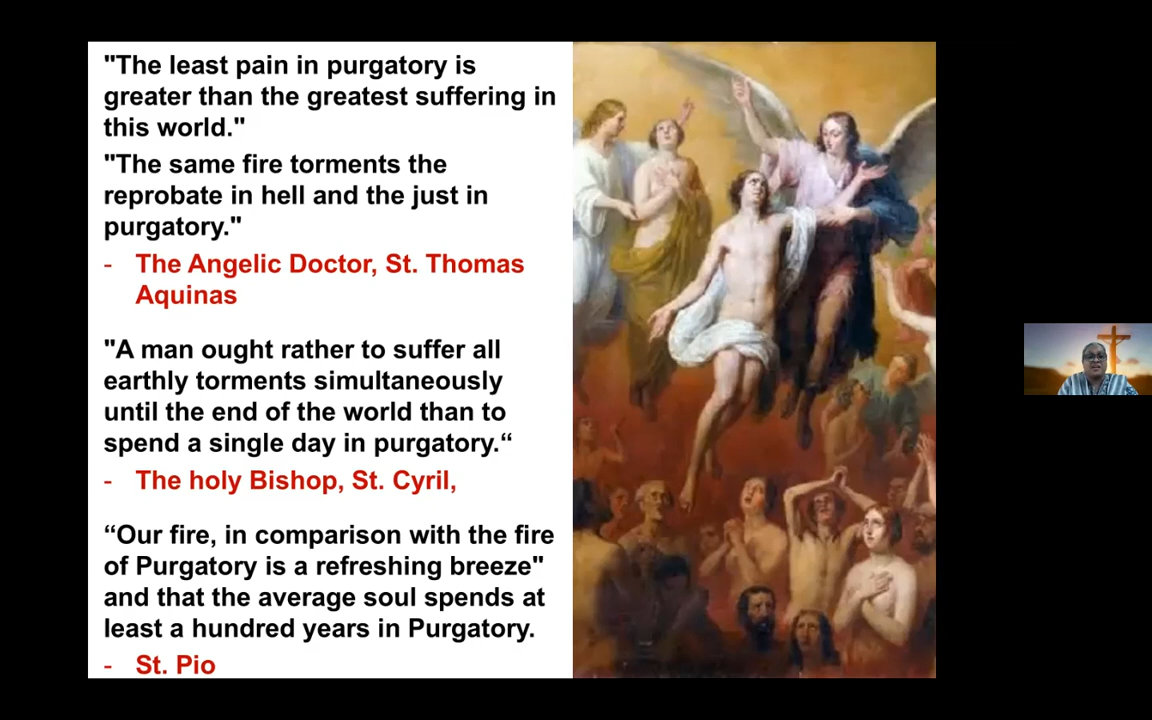 "The least pain in purgatory is
greater than the greatest suffering in
this world."
"The same fire torments the
reprobate in hell and the just in
purgatory."
- The Angelic Doctor, St. Thomas
Aquinas
"A man ought rather to suffer all
earthly torments simultaneously
until the end of the world than to
spend a single day in purgatory.“
- The holy Bishop, St. Cyril,
“Our fire, in comparison with the fire
of Purgatory is a refreshing breeze"
and that the average soul spends at
least a hundred years in Purgatory.
- St. Pio